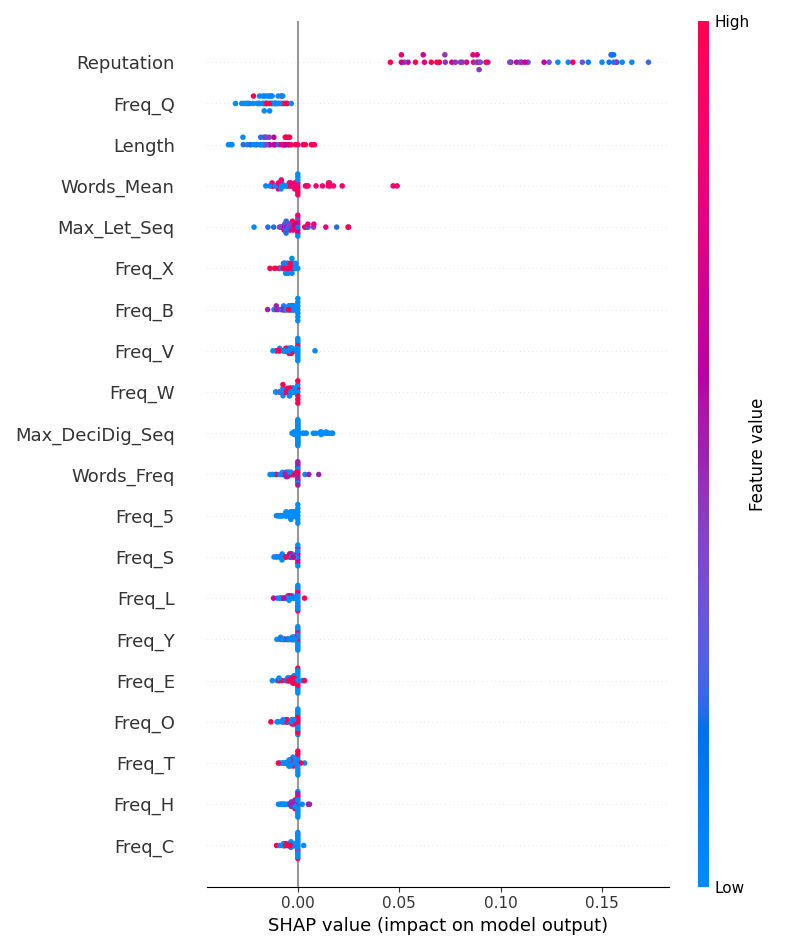 High
Reputation
Freq_Q
Length
Words_Mean
Max_Let_Seq
Freq_X
Freq_B
Freq_V
Freq_W
Max_DeciDig_Seq
Words_Freq
Freq_5
Freq_S
Freq_L
Freq_Y
Freq_E
Freq_O
Freq_T
Freq_H
Freq_C
Feature value
Low
0.00 0.05 0.10 0.15
SHAP value (impact on model output)